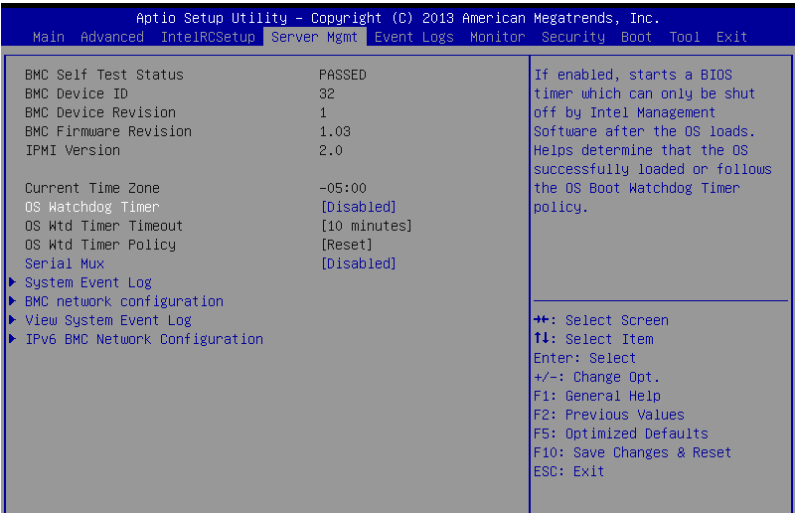 Aptio Setup Utility – Copyright (C) 2013 American Megatrends, Inc.
Main Advanced IntelRCSetup Server Mgmt Event Logs Monitor Security Boot Tool Exit
BMC Self Test Status PASSED
BMC Device ID 32
BMC Device Revision 1
BMC Firmware Revision 1.03
IPMI Version 2.0
Current Time Zone -05:00
OS Watchdog Timer [Disabled]
OS Wtd Timer Timeout [10 minutes]
OS Wtd Timer Policy [Reset]
Serial Mux [Disabled]
System Event Log
BMC network configuration
View System Event Log
IPv6 BMC Network Configuration
If enabled, starts a BIOS
timer which can only be shut
off by Intel Management
Software after the OS loads.
Helps determine that the OS
successfully loaded or follows
the OS Boot Watchdog Timer
policy.
→←: Select Screen
↑↓: Select Item
Enter: Select
+/-: Change Opt.
F1: General Help
F2: Previous Values
F5: Optimized Defaults
F10: Save Changes & Reset
ESC: Exit